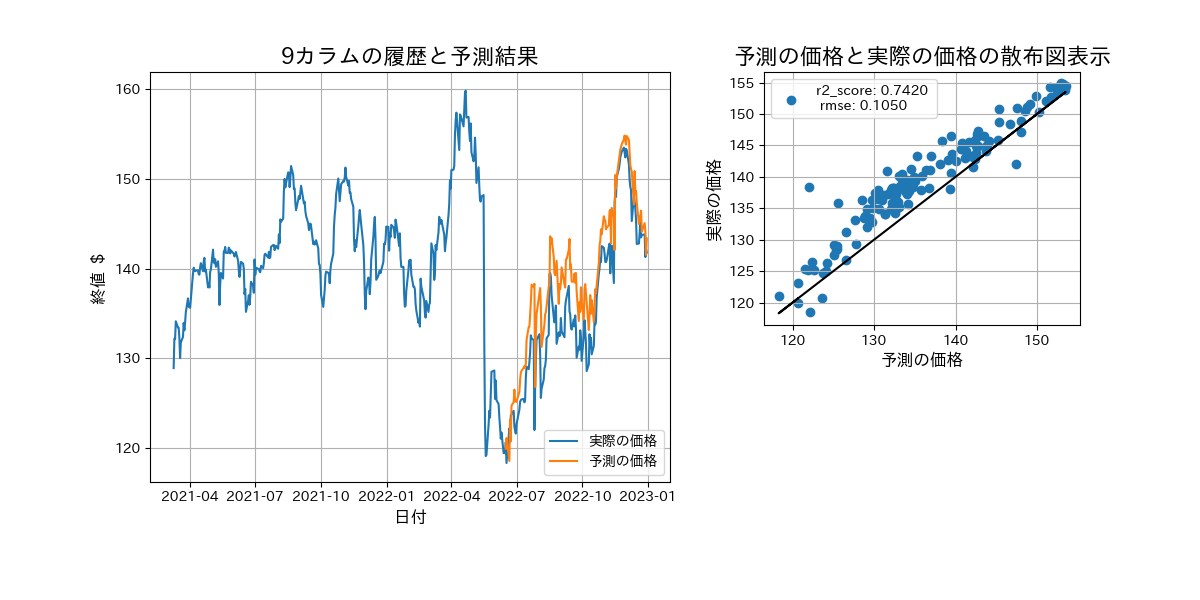 9カラムの履歴と予測結果
終値 $
160
150
140
130
120
2021-04 2021-07 2021-10 2022-01 2022-04 2022-07 2022-10 2023-01
日付
実際の価格
予測の価格
予測の価格と実際の価格の散布図表示
実際の価格
155
150
145
140
135
130
125
120
r2_score: 0.7420
rmse: 0.1050
120 130 140 150
予測の価格